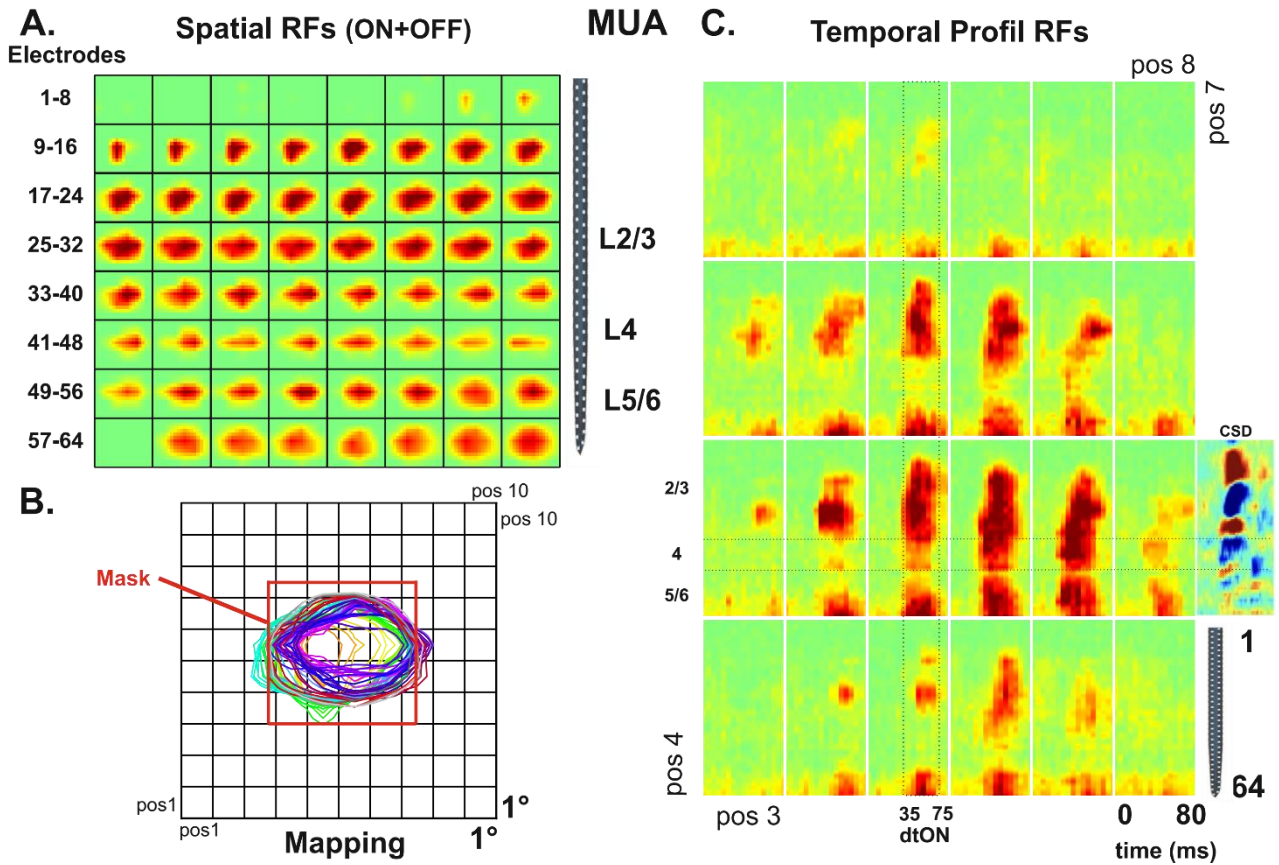 A.
Spatial RFs (ON+OFF)
MUA
Electrodes
1-8
9-16
17-24
25-32
33-40
41-48
49-56
57-64
L2/3
L4
L5/6
B.
pos 10
pos 10
Mask
pos1
pos1
1°
1°
Mapping
C.
Temporal Profil RFs
pos 8
pos 7
CSD
2/3
4
5/6
pos 4
pos 3
35 75
dtON
0 80
time (ms)
1
64